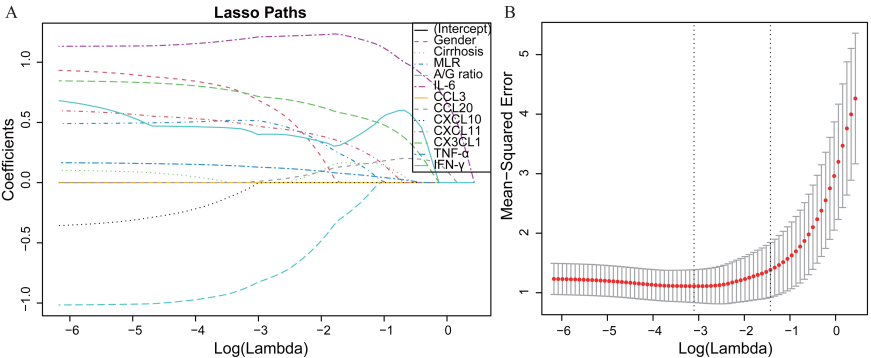 A
Lasso Paths
(Intercept)
Gender
Cirrhosis
MLR
A/G ratio
IL-6
CCL3
CCL20
CXCL10
CXCL11
CX3CL1
TNF-α
IFN-γ
Coefficients
1.0
0.5
0.0
−0.5
−1.0
−6 −5 −4 −3 −2 −1 0
Log(Lambda)
B
Mean−Squared Error
5
4
3
2
1
−6 −5 −4 −3 −2 −1 0
Log(Lambda)